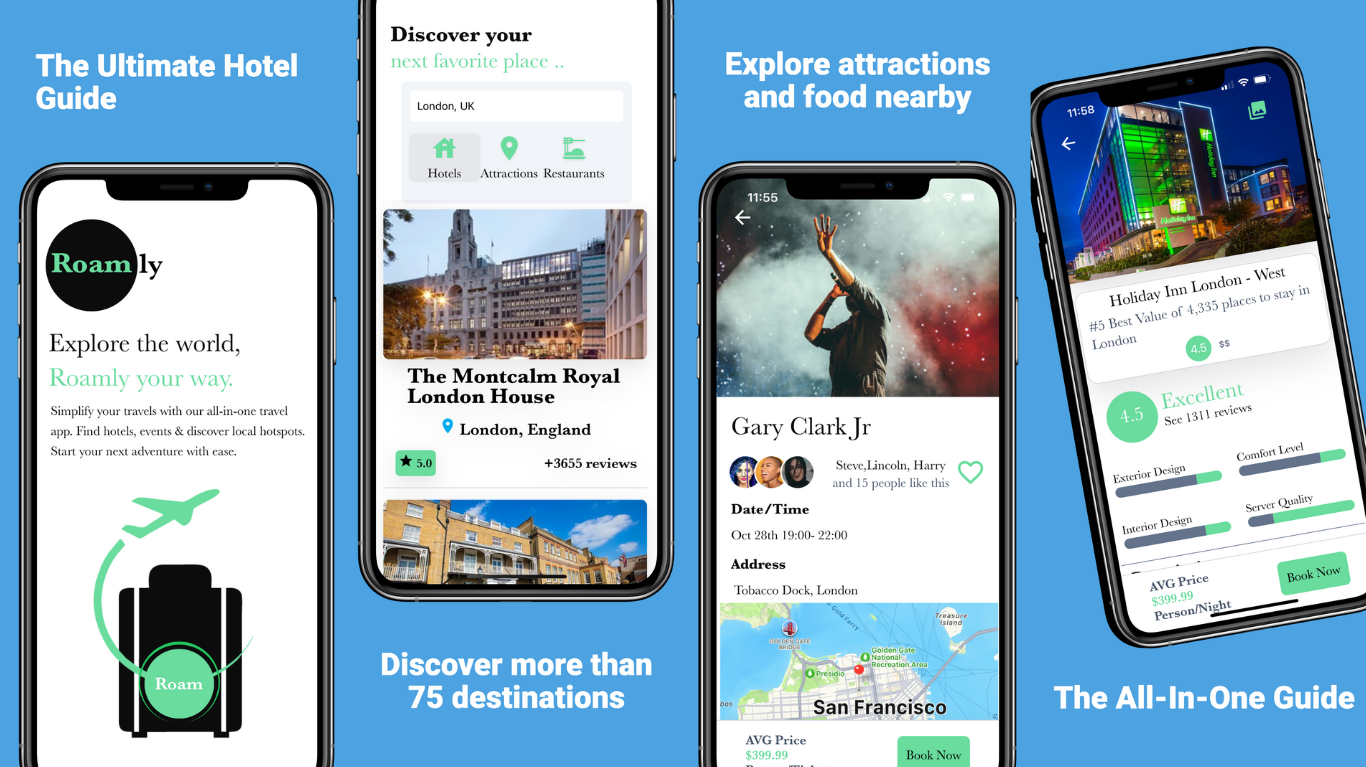 The Ultimate Hotel
Guide
Roamly
Explore the world,
Roamly your way.
Simplify your travels with our all-in-one travel
app. Find hotels, events & discover local hotspots.
Start your next adventure with ease.
Roam
Discover your
next favorite place ..
London, UK
Hotels Attractions Restaurants
The Montcalm Royal
London House
London, England
5.0 +3655 reviews
Discover more than
75 destinations
Explore attractions
and food nearby
11:55
Gary Clark Jr
Steve,Lincoln, Harry
and 15 people like this
Date/Time
Oct 28th 19:00- 22:00
Address
Tobacco Dock, London
Gold Ferry
Treasure
Island
GOLDEN GATE
BRIDGE
Golden Gate
National
Recreation Area
Presidio
San Francisco
AVG Price
$399.99
Book Now
11:58
Holiday Inn
Holiday Inn
Holiday Inn London - West
#5 Best Value of 4,335 places to stay in
London
4.5 $$
4.5 Excellent
See 1311 reviews
Exterior Design Comfort Level
Interior Design Server Quality
AVG Price
$399.99
Person/Night
Book Now
The All-In-One Guide